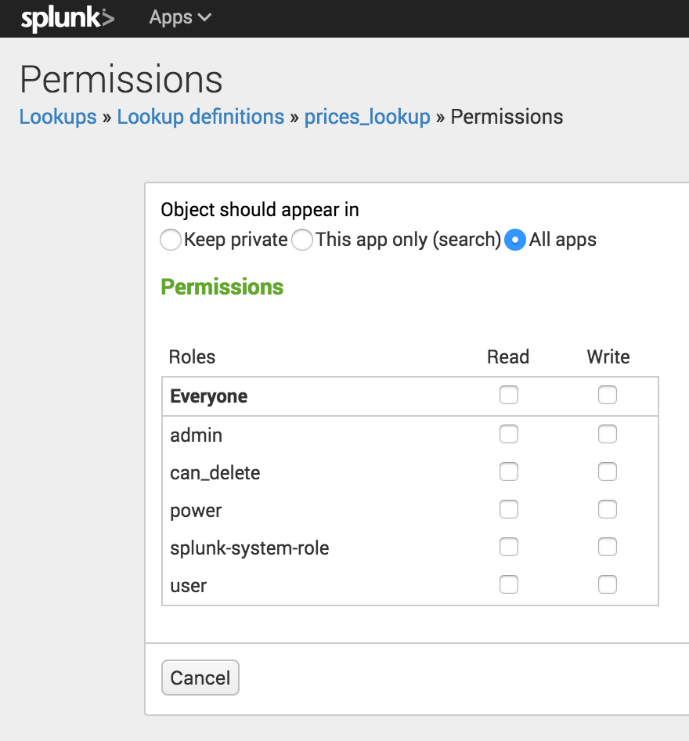 splunk> Apps
Permissions
Lookups » Lookup definitions » prices_lookup » Permissions
Object should appear in
Keep private This app only (search) All apps
Permissions
Roles Read Write
Everyone
admin
can_delete
power
splunk-system-role
user
Cancel